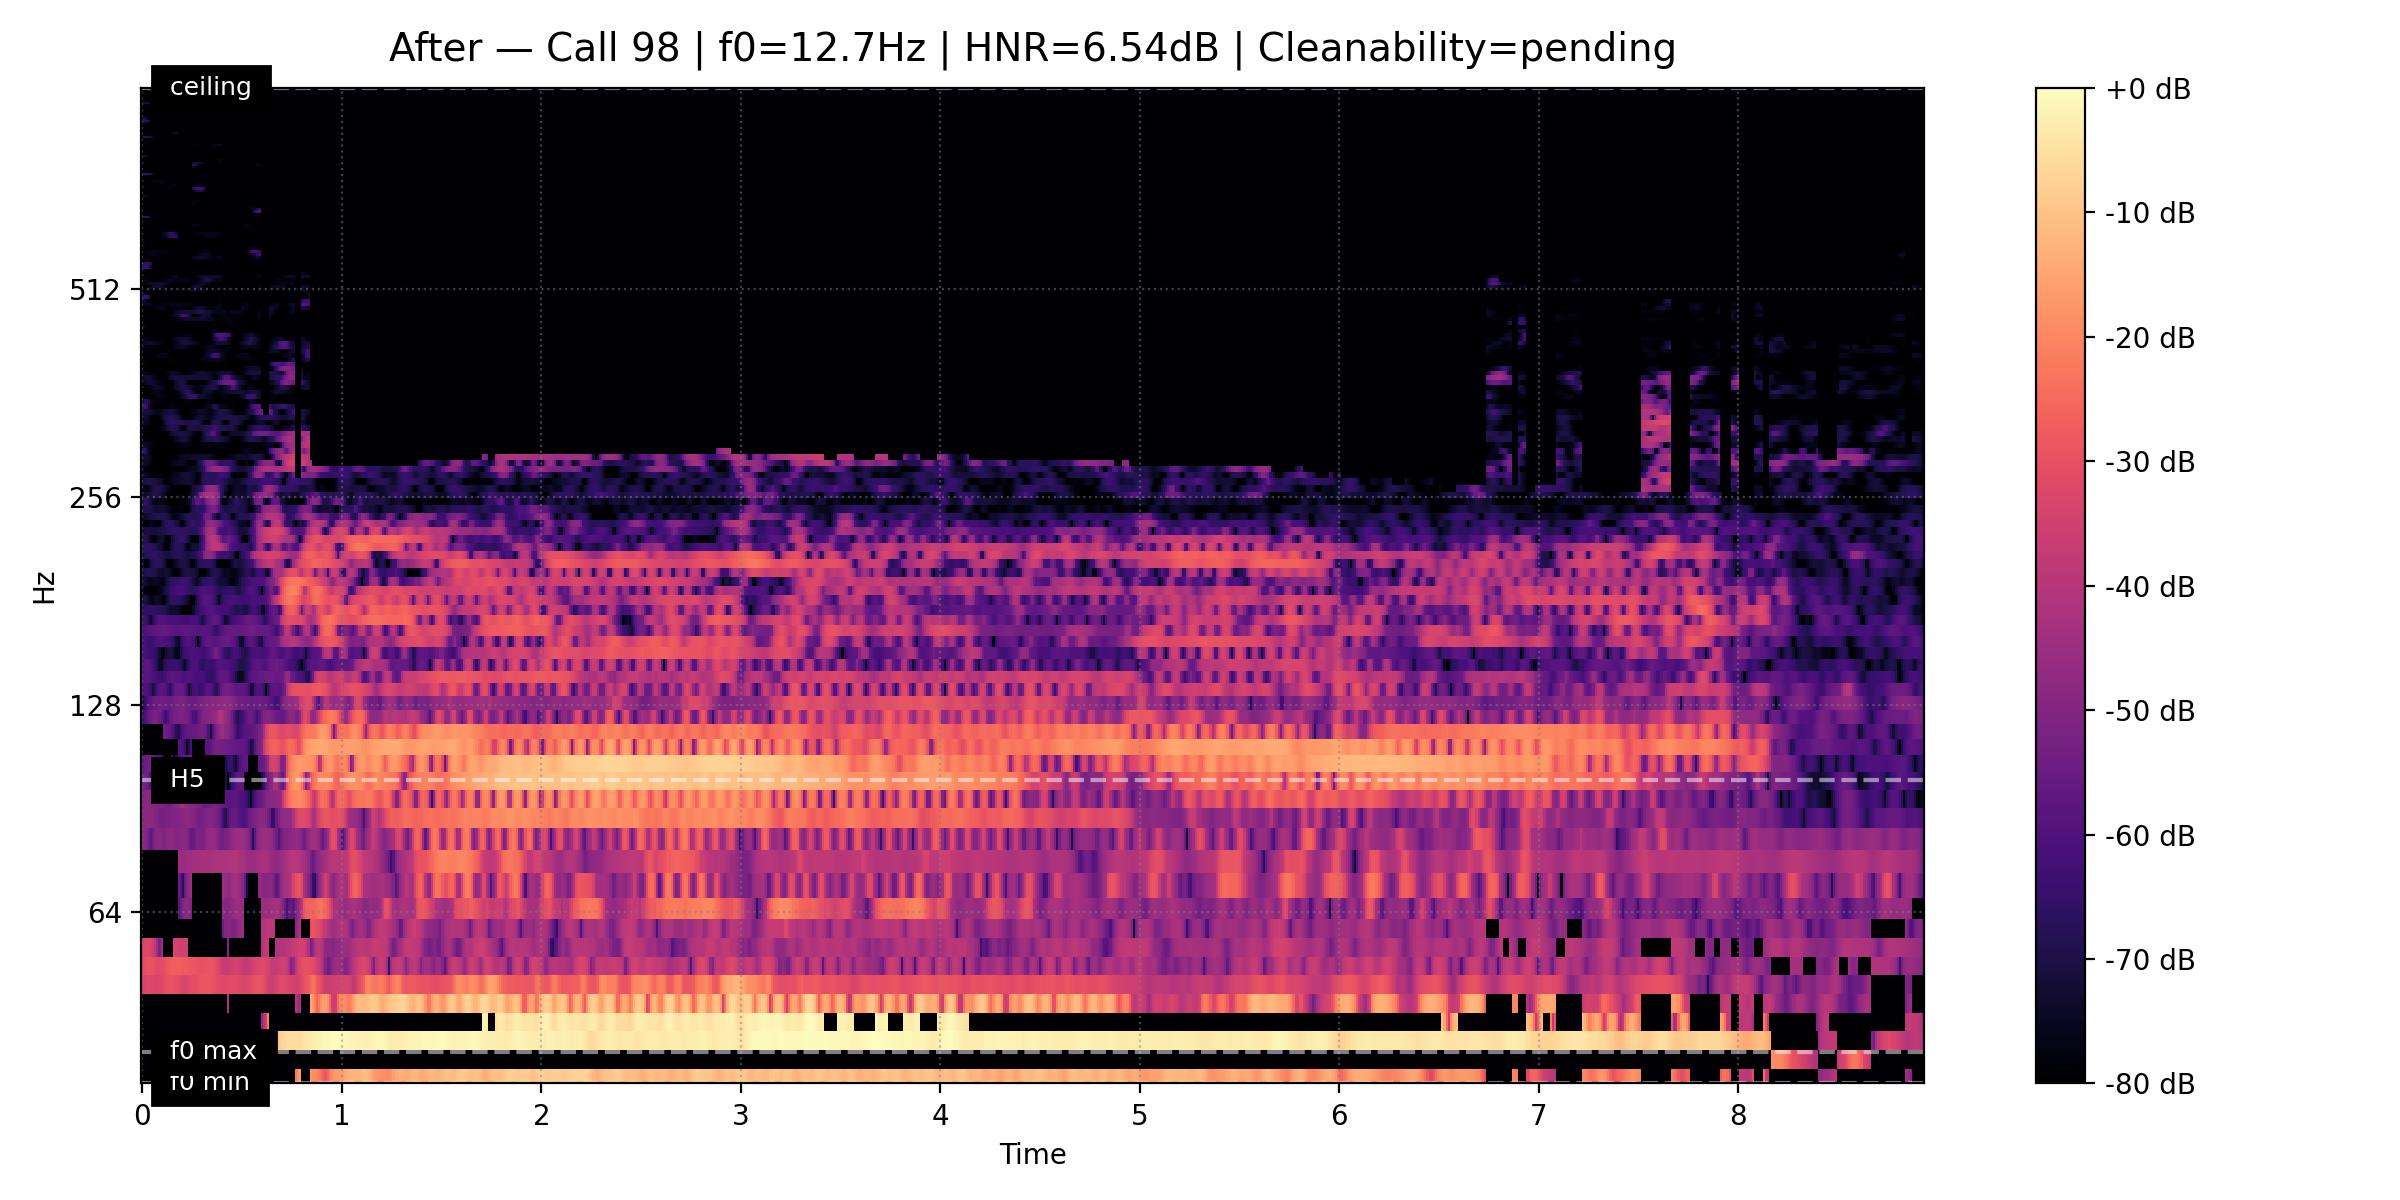 After — Call 98 | f0=12.7Hz | HNR=6.54dB | Cleanability=pending
ceiling
+0 dB
-10 dB
512
-20 dB
-30 dB
256
-40 dB
Hz
128
-50 dB
H5
-60 dB
64
-70 dB
f0 max
f0 min
-80 dB
0 1 2 3 4 5 6 7 8
Time